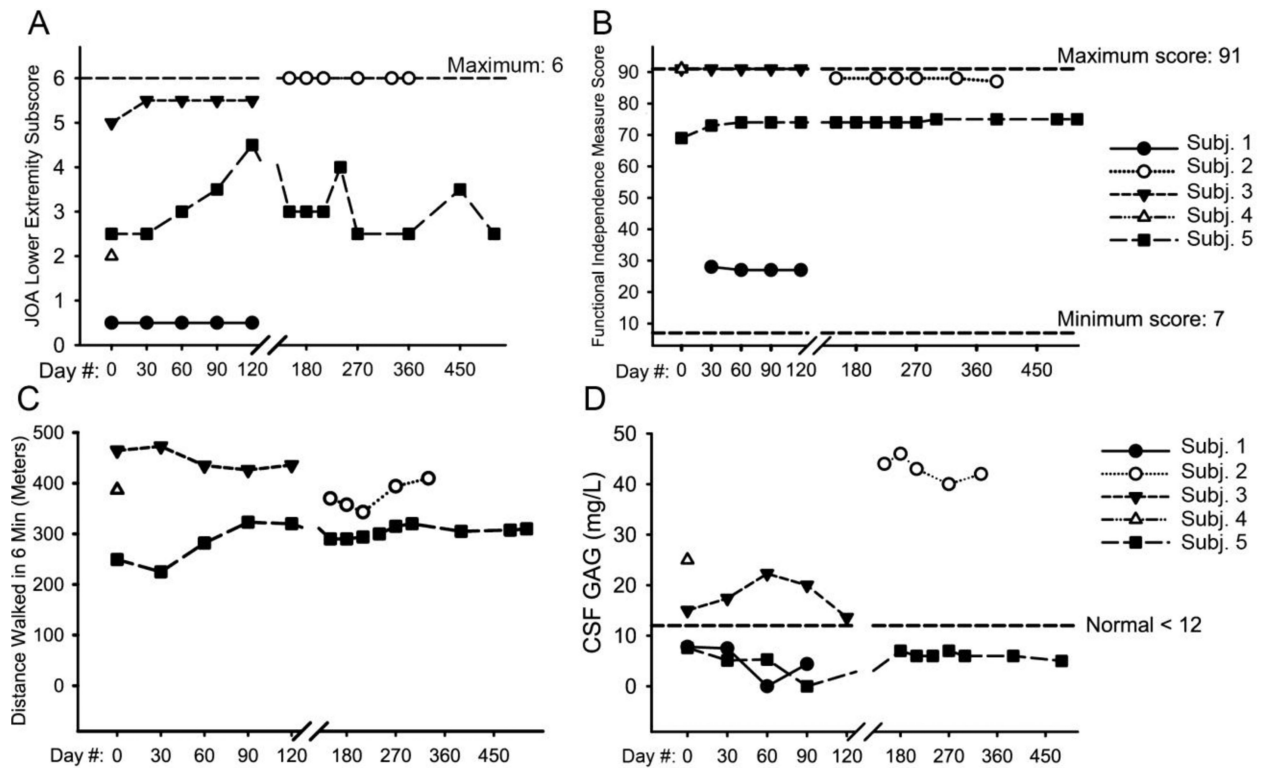 A
JOA Lower Extremity Subscore
Maximum: 6
6
5
4
3
2
1
0
Day #: 0 30 60 90 120 180 270 360 450
B
Functional Independence Measure Score
Maximum score: 91
90
80
70
60
50
40
30
20
10
Minimum score: 7
Day #: 0 30 60 90 120 180 270 360 450
Subj. 1
Subj. 2
Subj. 3
Subj. 4
Subj. 5
C
Distance Walked in 6 Min (Meters)
500
400
300
200
100
0
Day #: 0 30 60 90 120 180 270 360 450
D
CSF GAG (mg/L)
50
40
30
20
10
0
Normal < 12
Day #: 0 30 60 90 120 180 270 360 450
Subj. 1
Subj. 2
Subj. 3
Subj. 4
Subj. 5